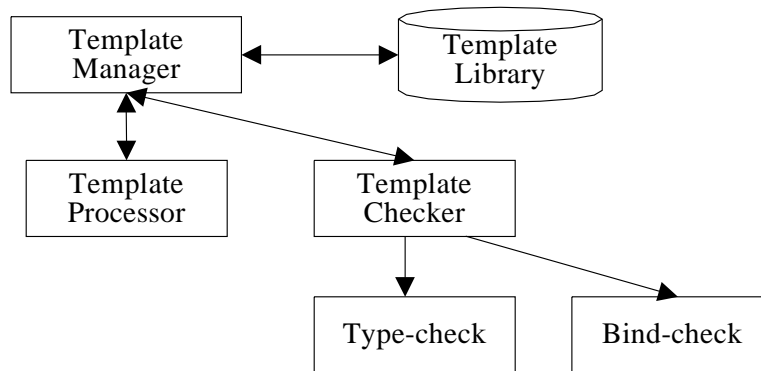 Template
Manager
Template
Library
Template
Processor
Template
Checker
Type-check
Bind-check